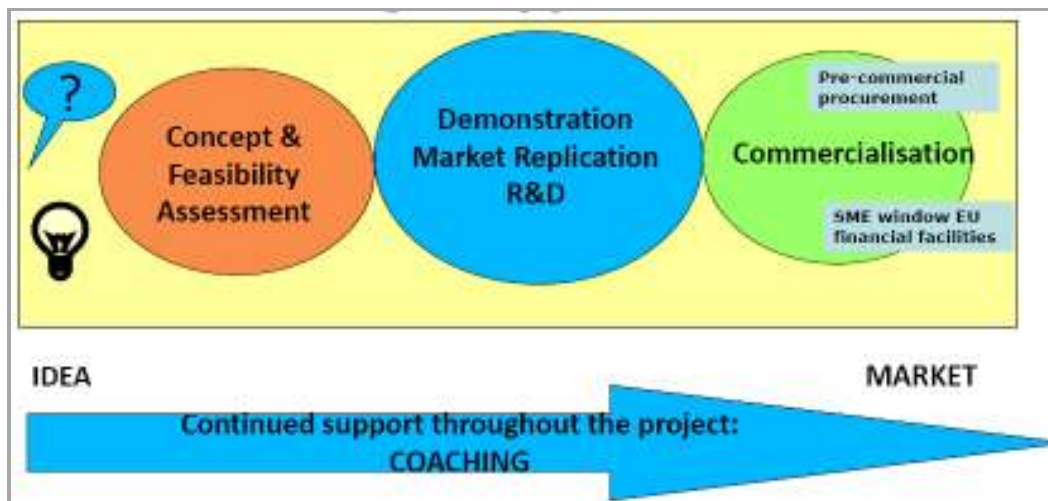 ?
Concept &
Feasibility
Assessment
Demonstration
Market Replication
R&D
Pre-commercial
procurement
Commercialisation
SME window EU
financial facilities
IDEA
MARKET
Continued support throughout the project:
COACHING